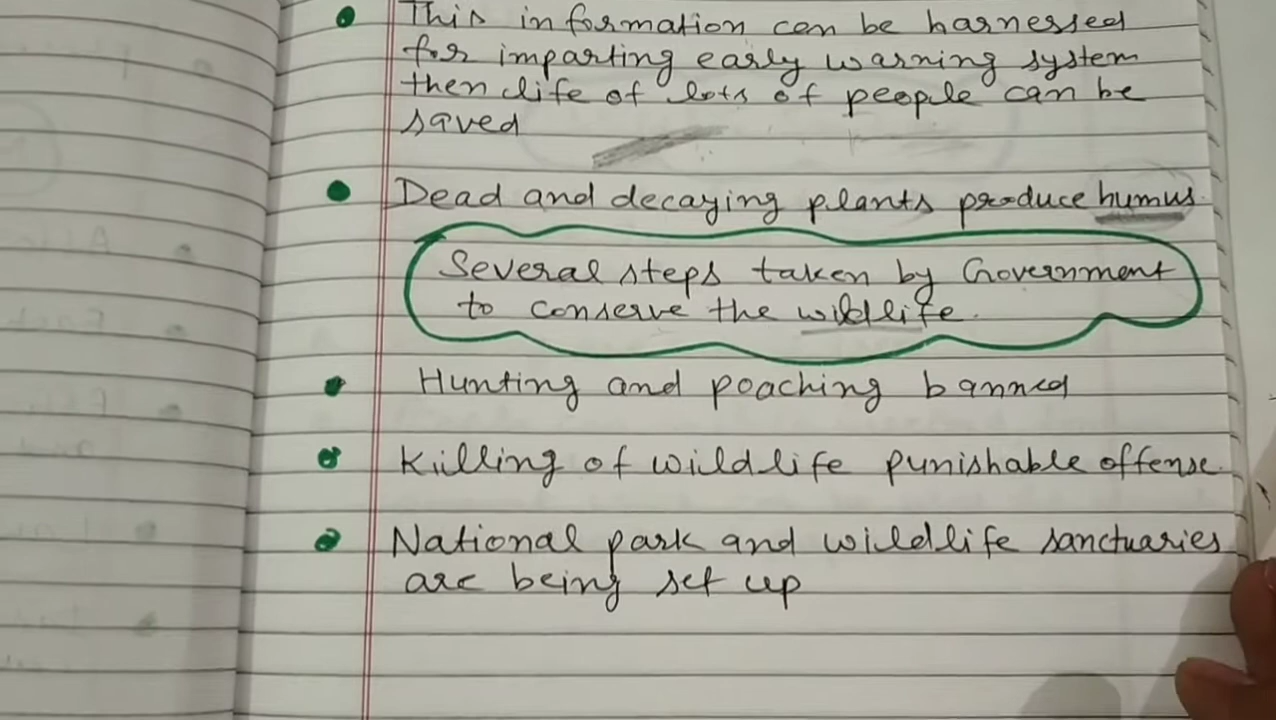 This information can be harnessed
for imparting early warning system
then life of lots of people can be
saved
Dead and decaying plants produce humus.
Several steps taken by Government
to conserve the wildlife.
Hunting and poaching banned
Killing of wildlife punishable offense.
National park and wildlife sanctuaries
are being set up